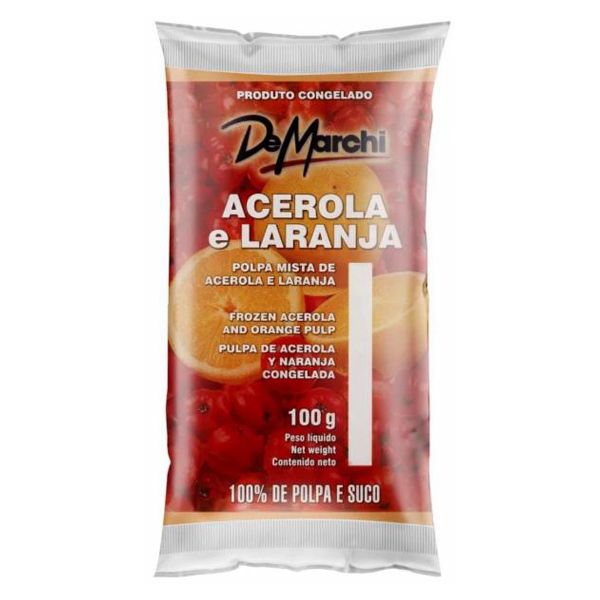 PRODUTO CONGELADO
DeMarchi
ACEROLA
e LARANJA
POLPA MISTA DE
ACEROLA E LARANJA
FROZEN ACEROLA
AND ORANGE PULP
PULPA DE ACEROLA
Y NARANJA
CONGELADA
100 g
Peso líquido
Net weight
Contenido neto
100% DE POLPA E SUCO